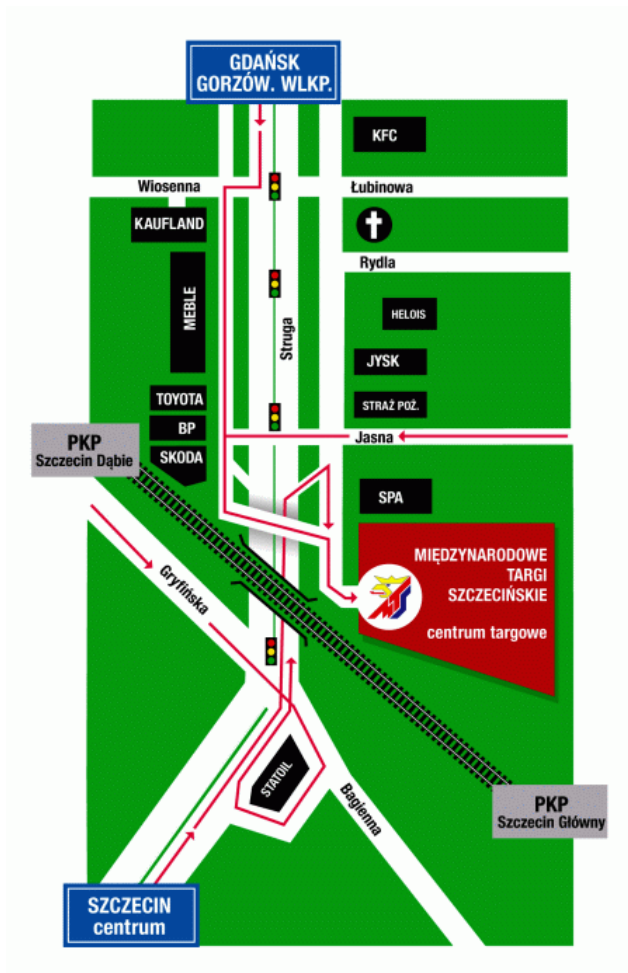 GDAŃSK
GORZÓW. WLKP.
KFC
Wiosenna
Łubinowa
KAUFLAND
Rydla
MEBLE
HELOIS
Struga
JYSK
TOYOTA
STRAŻ POŻ.
BP
Jasna
PKP
Szczecin Dąbie
SKODA
SPA
MIĘDZYNARODOWE
TARGI
SZCZECIŃSKIE
centrum targowe
MTS
Gryfińska
STATOIL
Bagienna
PKP
Szczecin Główny
SZCZECIN
centrum